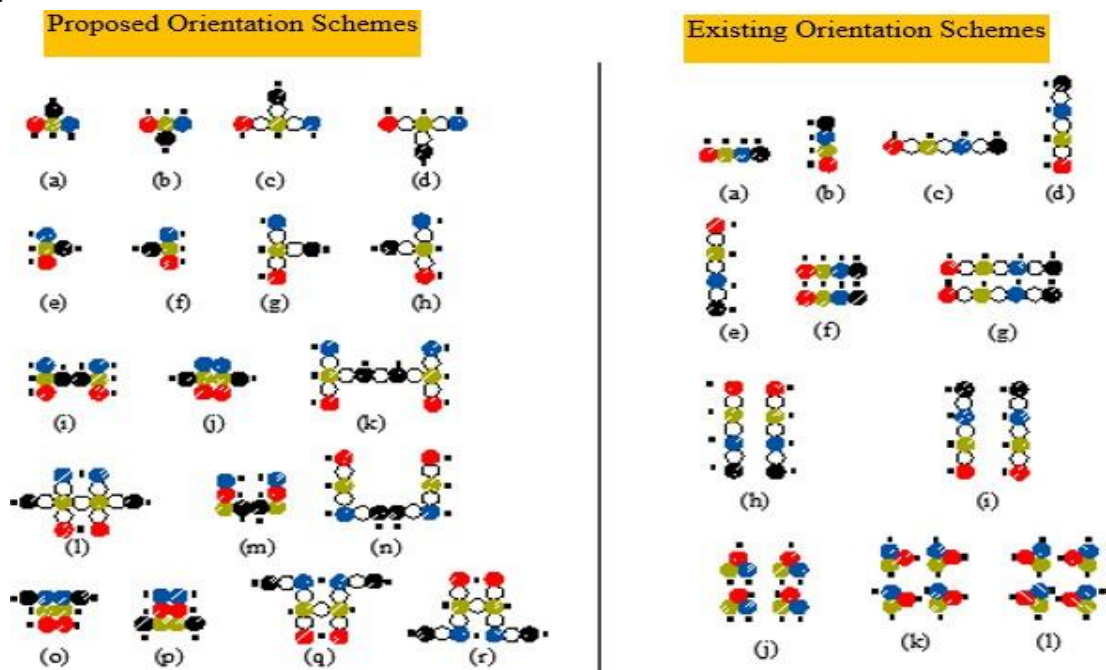 Proposed Orientation Schemes
(a) (b) (c) (d)
(e) (f) (g) (h)
(i) (j) (k)
(l) (m) (n)
(o) (p) (q) (r)
Existing Orientation Schemes
(a) (b) (c) (d)
(e) (f) (g)
(h) (i)
(j) (k) (l)